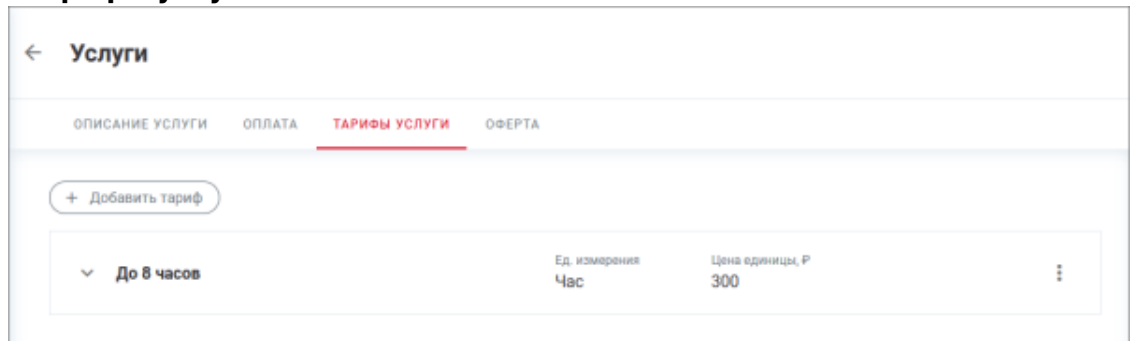 Услуги
ОПИСАНИЕ УСЛУГИ ОПЛАТА ТАРИФЫ УСЛУГИ ОФЕРТА
+ Добавить тариф
Ед. измерения Цена единицы, ₽
До 8 часов Час 300